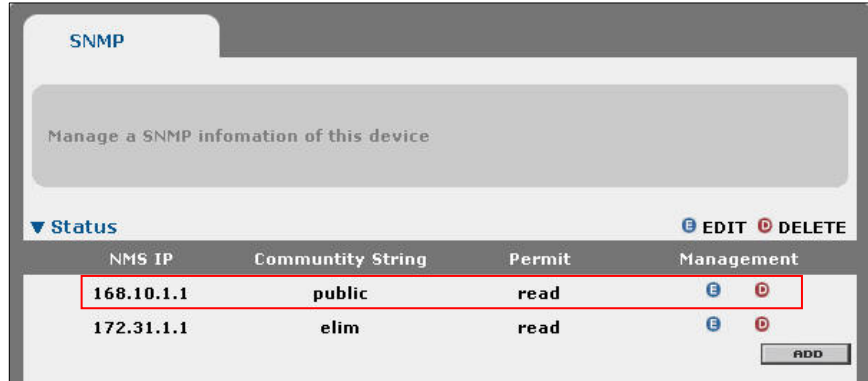 SNMP
Manage a SNMP infomation of this device
▼ Status E EDIT D DELETE
NMS IP Communtity String Permit Management
168.10.1.1 public read E D
172.31.1.1 elim read E D
ADD